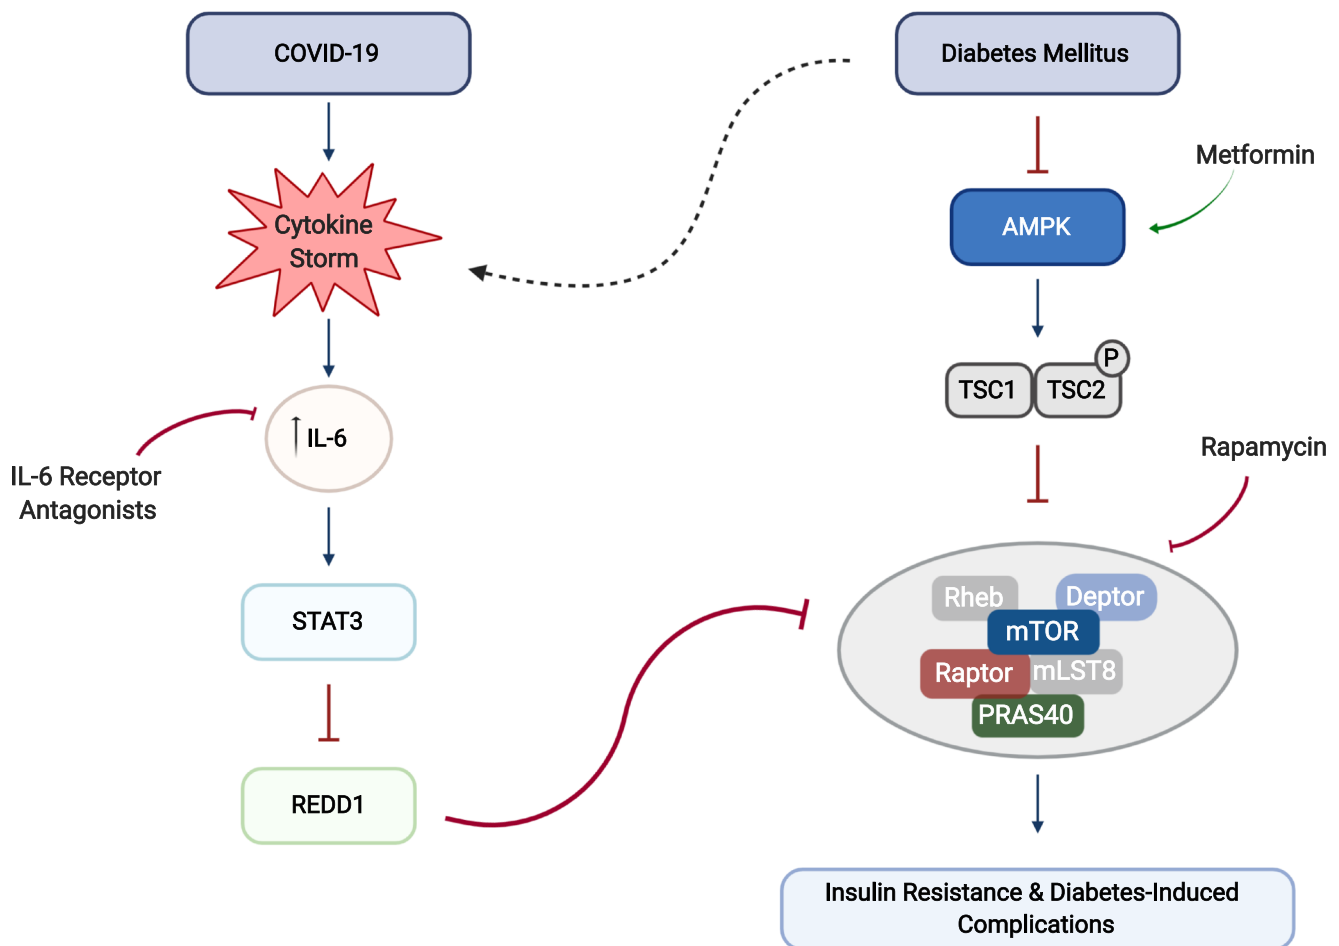 COVID-19
Diabetes Mellitus
Metformin
Cytokine
Storm
AMPK
P
TSC1
TSC2
IL-6
IL-6 Receptor
Antagonists
Rapamycin
STAT3
Rheb
Deptor
mTOR
Raptor
mLST8
PRAS40
REDD1
Insulin Resistance & Diabetes-Induced
Complications